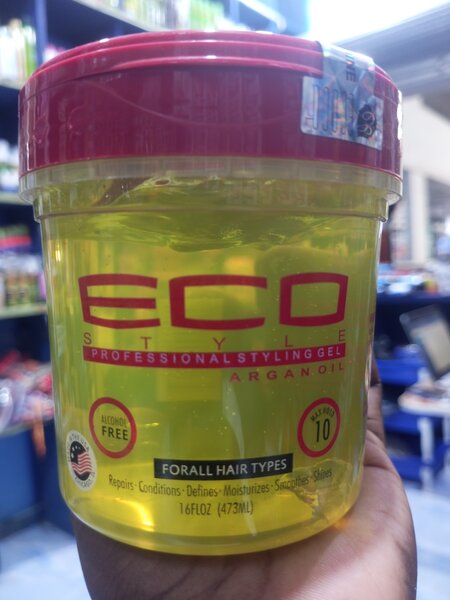 ECO
STYLE
PROFESSIONAL STYLING GEL
ARGAN OIL
ALCOHOL
FREE
MAX HOLD
10
FORALL HAIR TYPES
Repairs · Conditions · Defines · Moisturizes · Smoothes · Shines
16FLOZ (473ML)